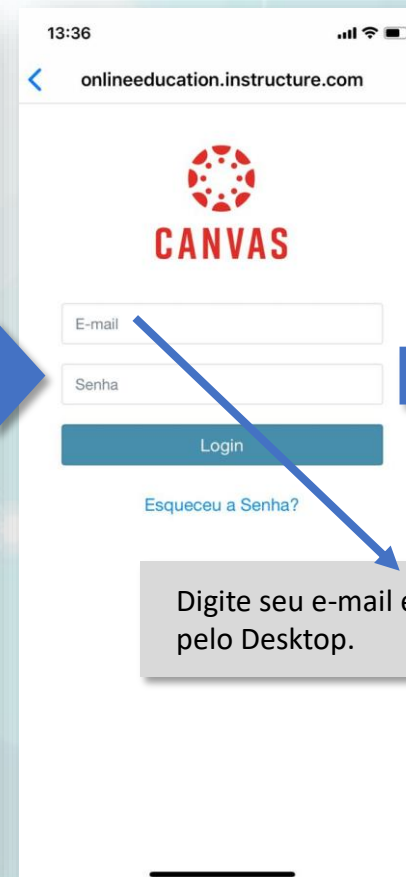 13:36
onlineeducation.instructure.com
CANVAS
E-mail
Senha
Login
Esqueceu a Senha?
Digite seu e-mail e
pelo Desktop.